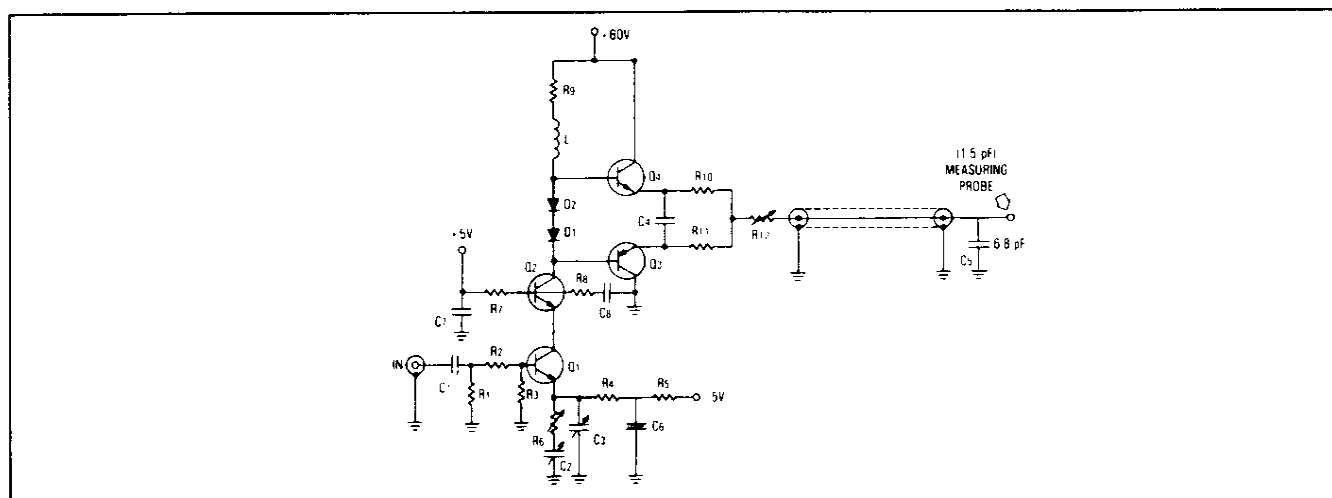 +60V
R9
L
Q4
R10
(1.5 pF)
MEASURING
PROBE
D2
C4
D1
R11
R12
+5V
6.8 pF
C5
Q2
R8
Q3
R7
C8
C7
IN
R2
Q1
C1
R1
R3
R4
R5
-5V
R6
C3
C6
C2